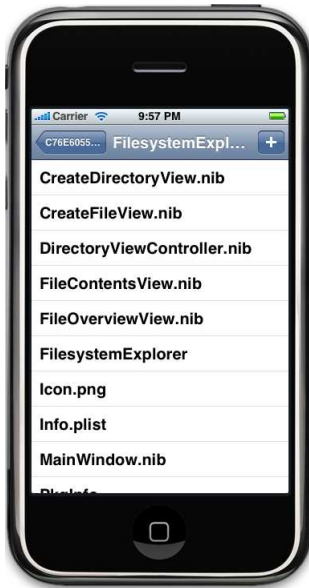 Carrier 9:57 PM
C76E6055... FilesystemExpl... +
CreateDirectoryView.nib
CreateFileView.nib
DirectoryViewController.nib
FileContentsView.nib
FileOverviewView.nib
FilesystemExplorer
Icon.png
Info.plist
MainWindow.nib
PkgInfo